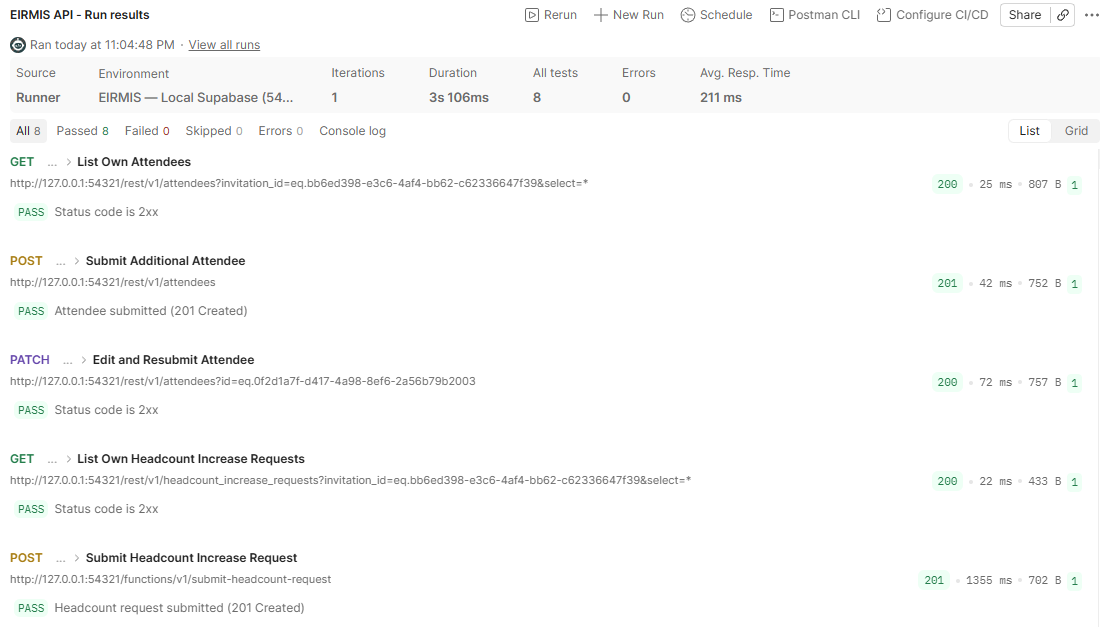 EIRMIS API - Run results
Rerun New Run Schedule Postman CLI Configure CI/CD Share
Ran today at 11:04:48 PM · View all runs
Source Environment Iterations Duration All tests Errors Avg. Resp. Time
Runner EIRMIS — Local Supabase (54... 1 3s 106ms 8 0 211 ms
All 8 Passed 8 Failed 0 Skipped 0 Errors 0 Console log List Grid
GET ... > List Own Attendees
http://127.0.0.1:54321/rest/v1/attendees?invitation_id=eq.bb6ed398-e3c6-4af4-bb62-c62336647f39&select=* 200 • 25 ms • 807 B 1
PASS Status code is 2xx
POST ... > Submit Additional Attendee
http://127.0.0.1:54321/rest/v1/attendees 201 • 42 ms • 752 B 1
PASS Attendee submitted (201 Created)
PATCH ... > Edit and Resubmit Attendee
http://127.0.0.1:54321/rest/v1/attendees?id=eq.0f2d1a7f-d417-4a98-8ef6-2a56b79b2003 200 • 72 ms • 757 B 1
PASS Status code is 2xx
GET ... > List Own Headcount Increase Requests
http://127.0.0.1:54321/rest/v1/headcount_increase_requests?invitation_id=eq.bb6ed398-e3c6-4af4-bb62-c62336647f39&select=* 200 • 22 ms • 433 B 1
PASS Status code is 2xx
POST ... > Submit Headcount Increase Request
http://127.0.0.1:54321/functions/v1/submit-headcount-request 201 • 1355 ms • 702 B 1
PASS Headcount request submitted (201 Created)